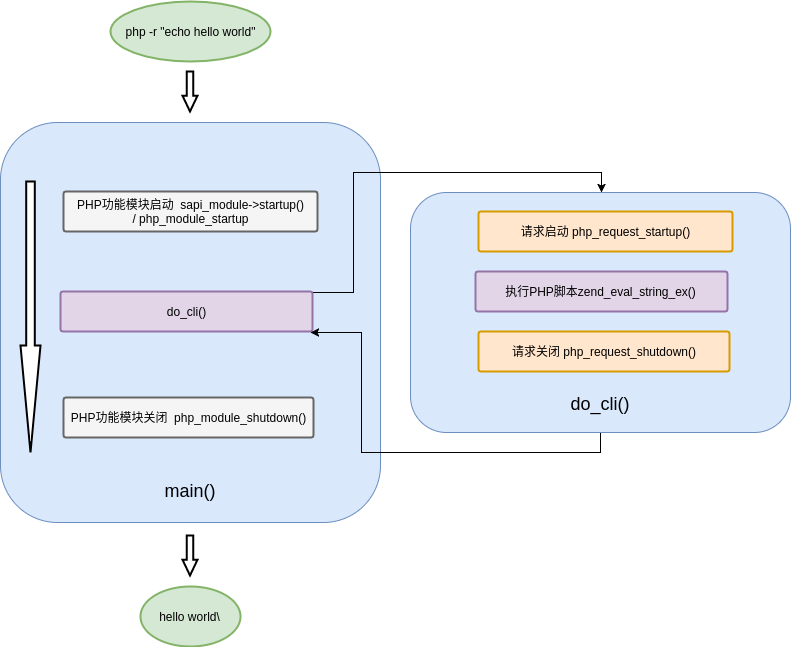 php -r "echo hello world"
PHP功能模块启动 sapi_module->startup()
/ php_module_startup
do_cli()
PHP功能模块关闭 php_module_shutdown()
main()
请求启动 php_request_startup()
执行PHP脚本zend_eval_string_ex()
请求关闭 php_request_shutdown()
do_cli()
hello world\